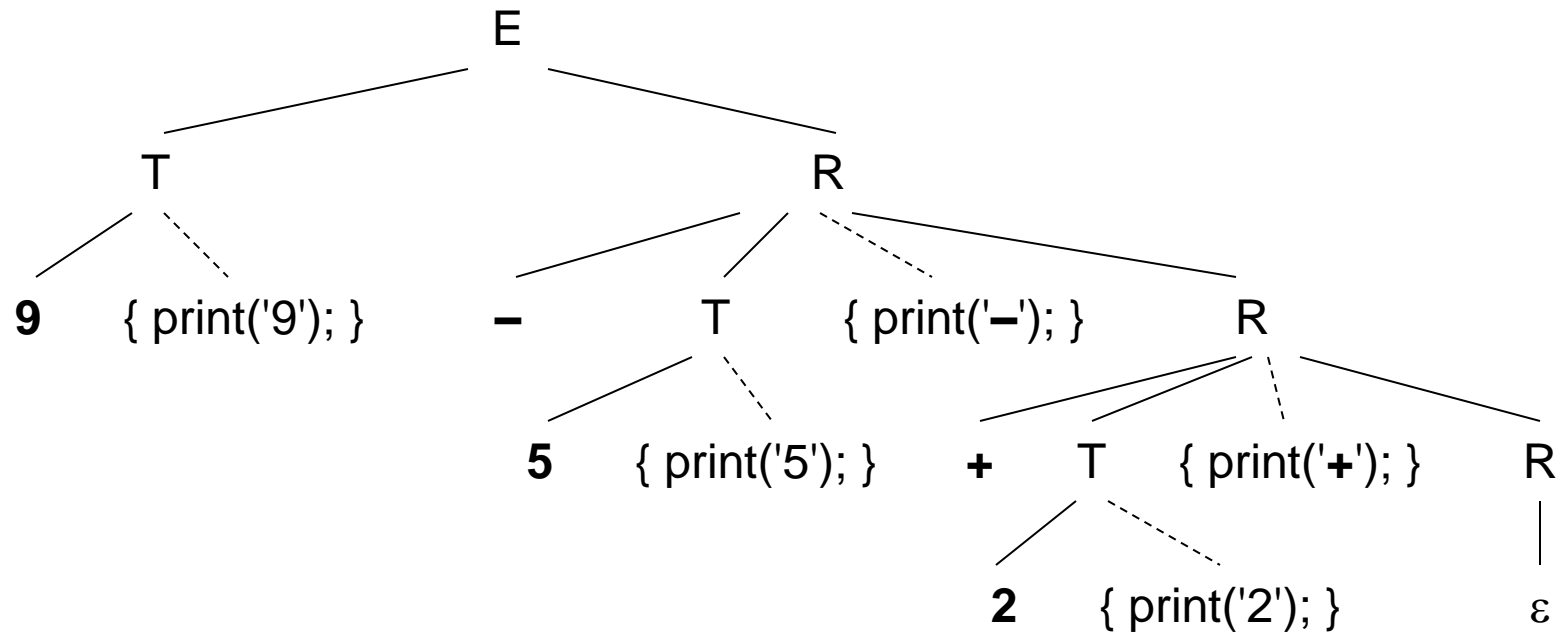 E
T R
9 { print('9'); } – T { print('–'); } R
5 { print('5'); } + T { print('+'); } R
2 { print('2'); } ε